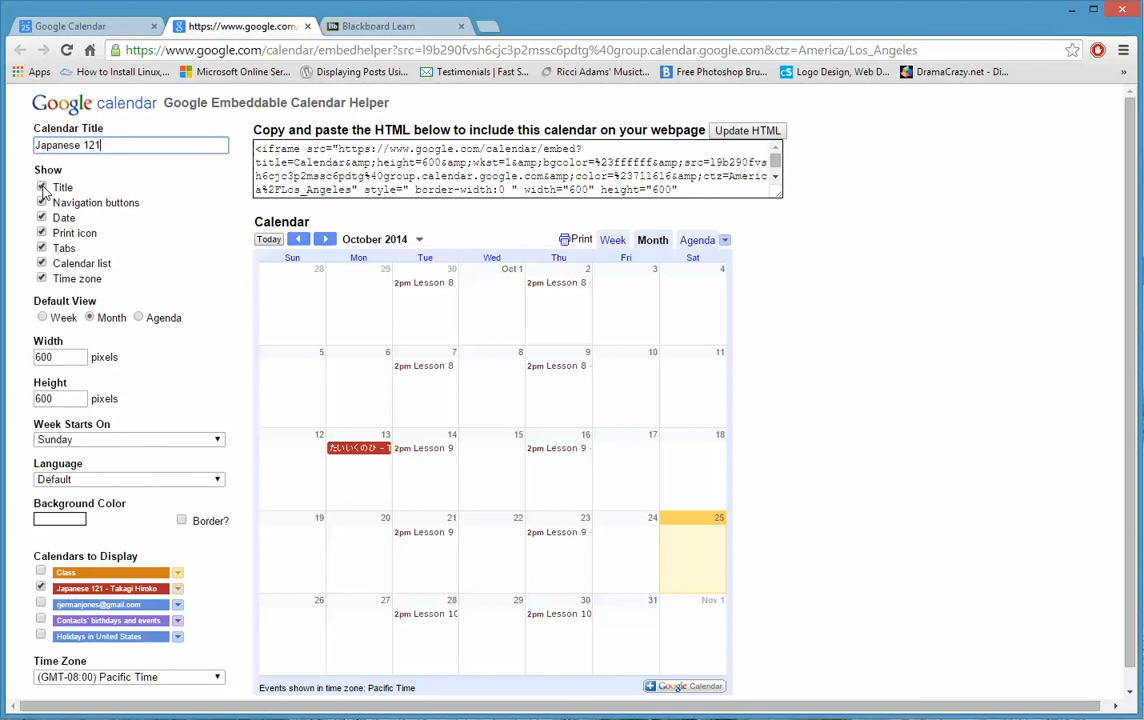 Google Calendar
https://www.google.com/
Blackboard Learn
https://www.google.com/calendar/embedhelper?src=l9b290fvsh6cjc3p2mssc6pdtg%40group.calendar.google.com&ctz=America/Los_Angeles
Apps
How to Install Linux,...
Microsoft Online Ser...
Displaying Posts Usi...
Testimonials | Fast S...
Ricci Adams' Musict...
Free Photoshop Bru...
Logo Design, Web D...
DramaCrazy.net - Di...
Google calendar Google Embeddable Calendar Helper
Calendar Title
Japanese 121
Show
Title
Navigation buttons
Date
Print icon
Tabs
Calendar list
Time zone
Default View
Week Month Agenda
Width
600 pixels
Height
600 pixels
Week Starts On
Sunday
Language
Default
Background Color
Border?
Calendars to Display
Class
Japanese 121 - Takagi Hiroko
rjermanjones@gmail.com
Contacts' birthdays and events
Holidays in United States
Time Zone
(GMT-08:00) Pacific Time
Copy and paste the HTML below to include this calendar on your webpage Update HTML
<iframe src="https://www.google.com/calendar/embed?
title=Calendar&amp;height=600&amp;wkst=1&amp;bgcolor=%23ffffff&amp;src=l9b290fvs
h6cjc3p2mssc6pdtg%40group.calendar.google.com&amp;color=%23711616&amp;ctz=Americ
a%2FLos_Angeles" style=" border-width:0 " width="600" height="600"
Calendar
Today October 2014 Print Week Month Agenda
Sun Mon Tue Wed Thu Fri Sat
28 29 30 Oct 1 2 3 4
2pm Lesson 8 2pm Lesson 8 -
5 6 7 8 9 10 11
2pm Lesson 8 2pm Lesson 8 -
12 13 14 15 16 17 18
たいいくのひ - T 2pm Lesson 9 2pm Lesson 9 -
19 20 21 22 23 24 25
2pm Lesson 9 2pm Lesson 9 -
26 27 28 29 30 31 Nov 1
2pm Lesson 10 2pm Lesson 10
Events shown in time zone: Pacific Time
Google Calendar